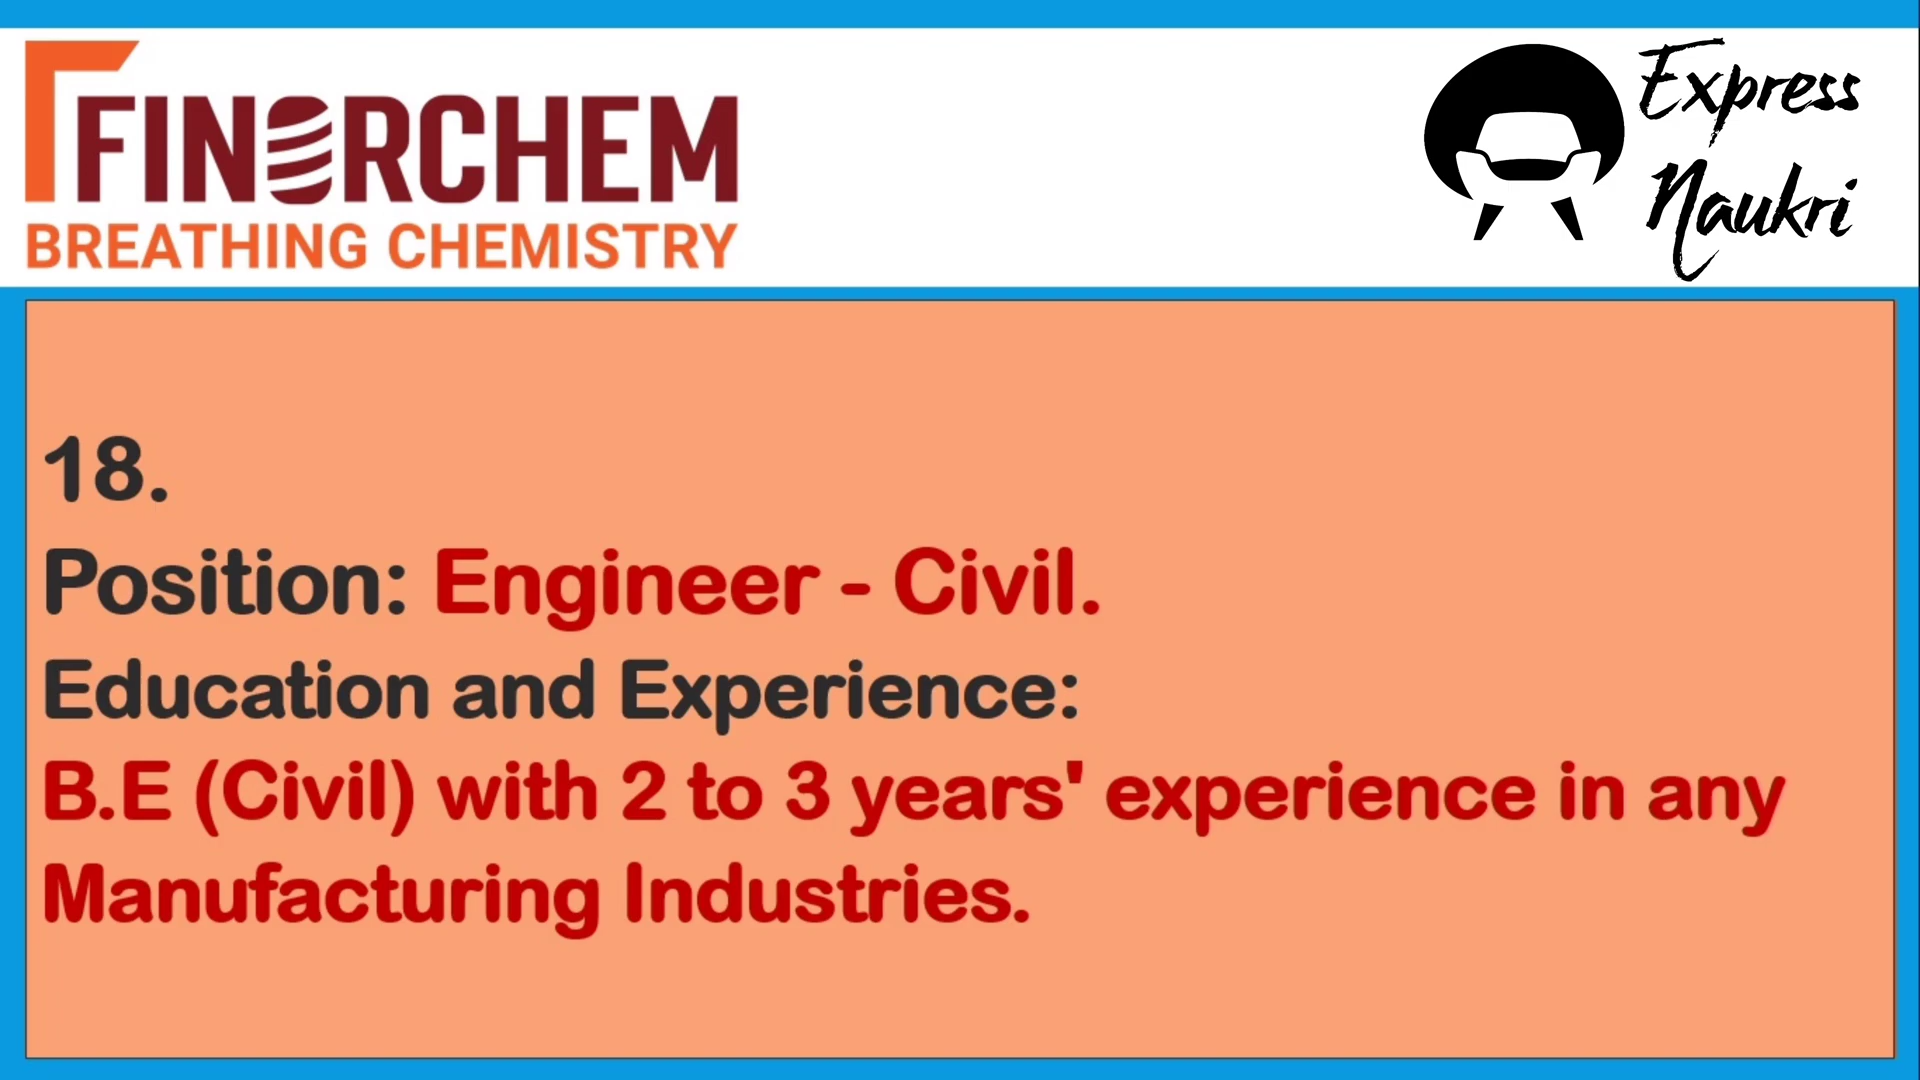 FINORCHEM
BREATHING CHEMISTRY
Express
Naukri
18.
Position: Engineer - Civil.
Education and Experience:
B.E (Civil) with 2 to 3 years' experience in any
Manufacturing Industries.